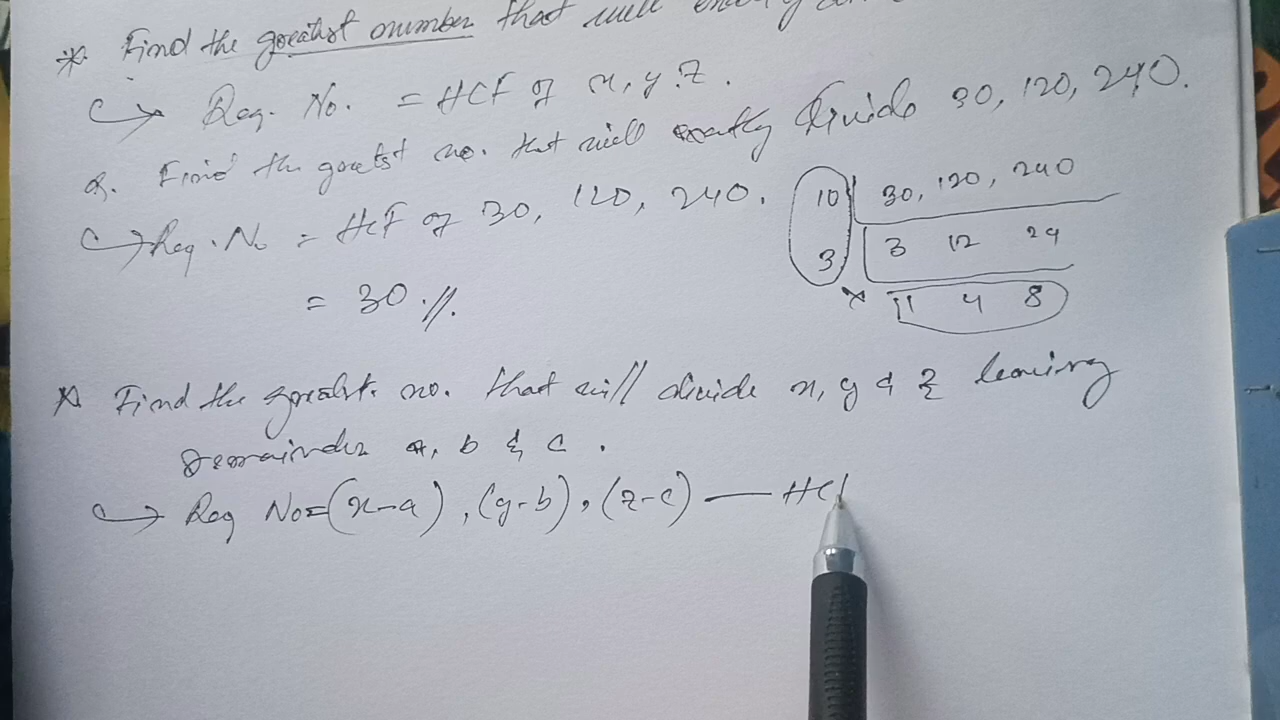 * Find the greatest number that will
↪ Req. No. = HCF of x, y, z.
Q. Find the greatest no. that will exactly divide 30, 120, 240.
↪ Req. No = HCF of 30, 120, 240.
= 30 //.
10 30, 120, 240
3 3 12 24
* 1 4 8
* Find the greatest no. that will divide x, y & z leaving
remainder a, b & c.
↪ Req No = (x-a), (y-b), (z-c) — HC